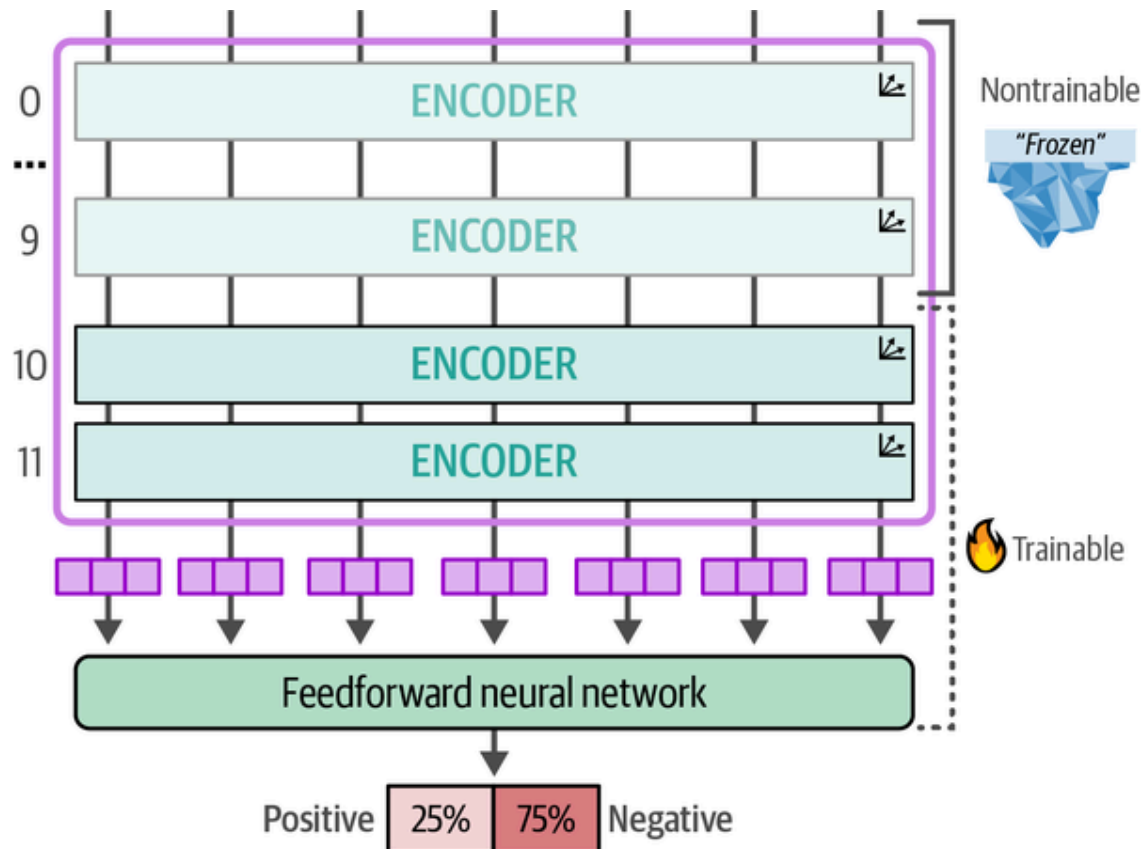 0
ENCODER
Nontrainable
“Frozen”
...
9
ENCODER
10
ENCODER
11
ENCODER
Trainable
Feedforward neural network
Positive 25% 75% Negative